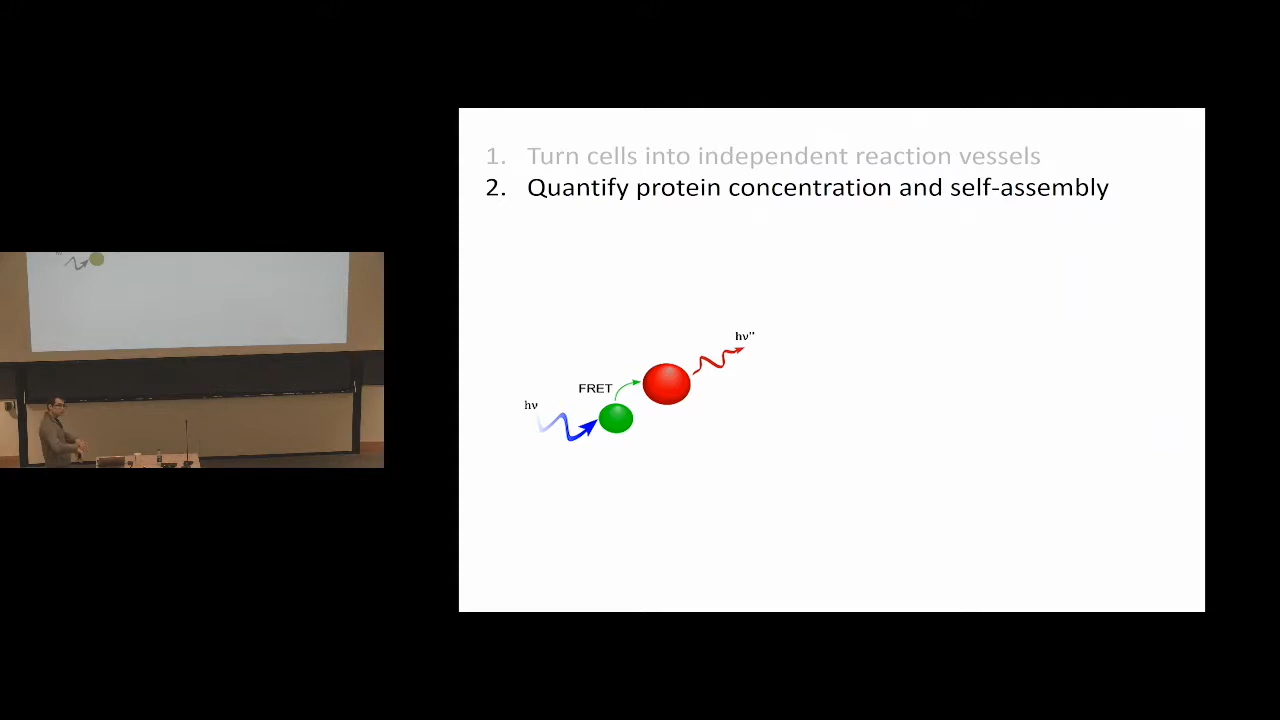 1. Turn cells into independent reaction vessels
2. Quantify protein concentration and self-assembly
hν"
FRET
hν